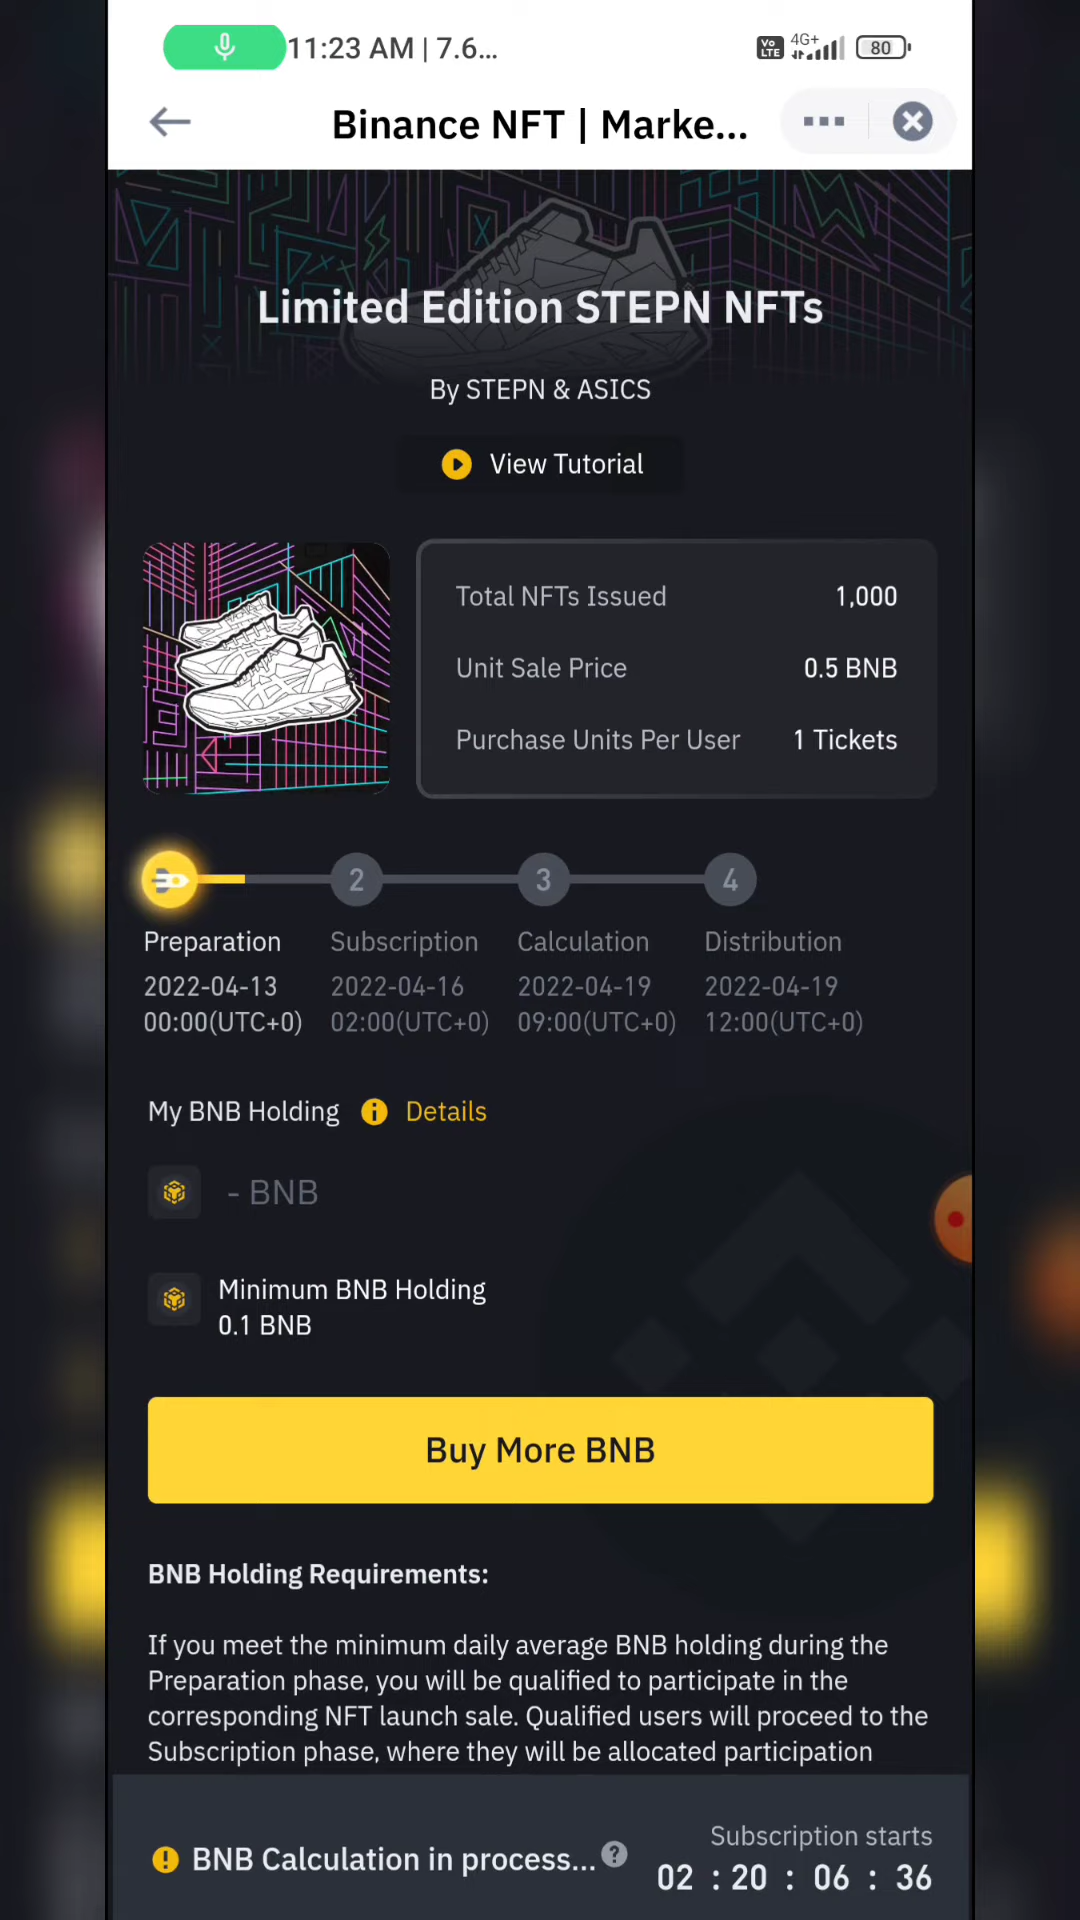 11:23 AM | 7.6...
Vo LTE 4G+ 80
Binance NFT | Marke...
Limited Edition STEPN NFTs
By STEPN & ASICS
View Tutorial
Total NFTs Issued 1,000
Unit Sale Price 0.5 BNB
Purchase Units Per User 1 Tickets
2 3 4
Preparation Subscription Calculation Distribution
2022-04-13 2022-04-16 2022-04-19 2022-04-19
00:00(UTC+0) 02:00(UTC+0) 09:00(UTC+0) 12:00(UTC+0)
My BNB Holding Details
- BNB
Minimum BNB Holding
0.1 BNB
Buy More BNB
BNB Holding Requirements:
If you meet the minimum daily average BNB holding during the
Preparation phase, you will be qualified to participate in the
corresponding NFT launch sale. Qualified users will proceed to the
Subscription phase, where they will be allocated participation
Subscription starts
BNB Calculation in process... ? 02 : 20 : 06 : 36